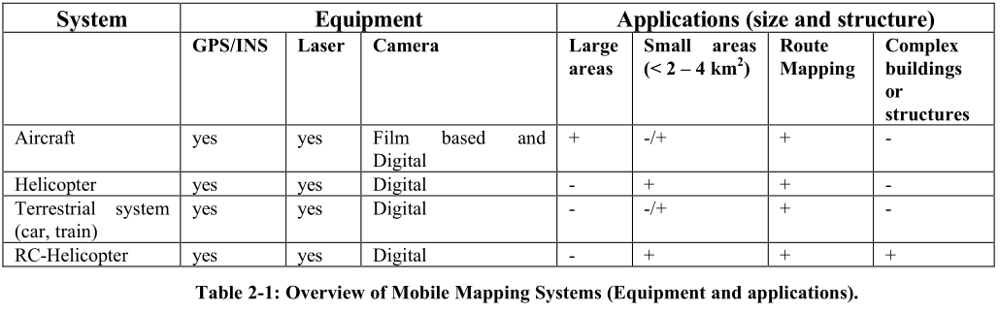 System Equipment Applications (size and structure)
GPS/INS Laser Camera Large areas Small areas (< 2 – 4 km²) Route Mapping Complex buildings or structures
Aircraft yes yes Film based and Digital + -/+ + -
Helicopter yes yes Digital - + + -
Terrestrial system (car, train) yes yes Digital - -/+ + -
RC-Helicopter yes yes Digital - + + +
Table 2-1: Overview of Mobile Mapping Systems (Equipment and applications).